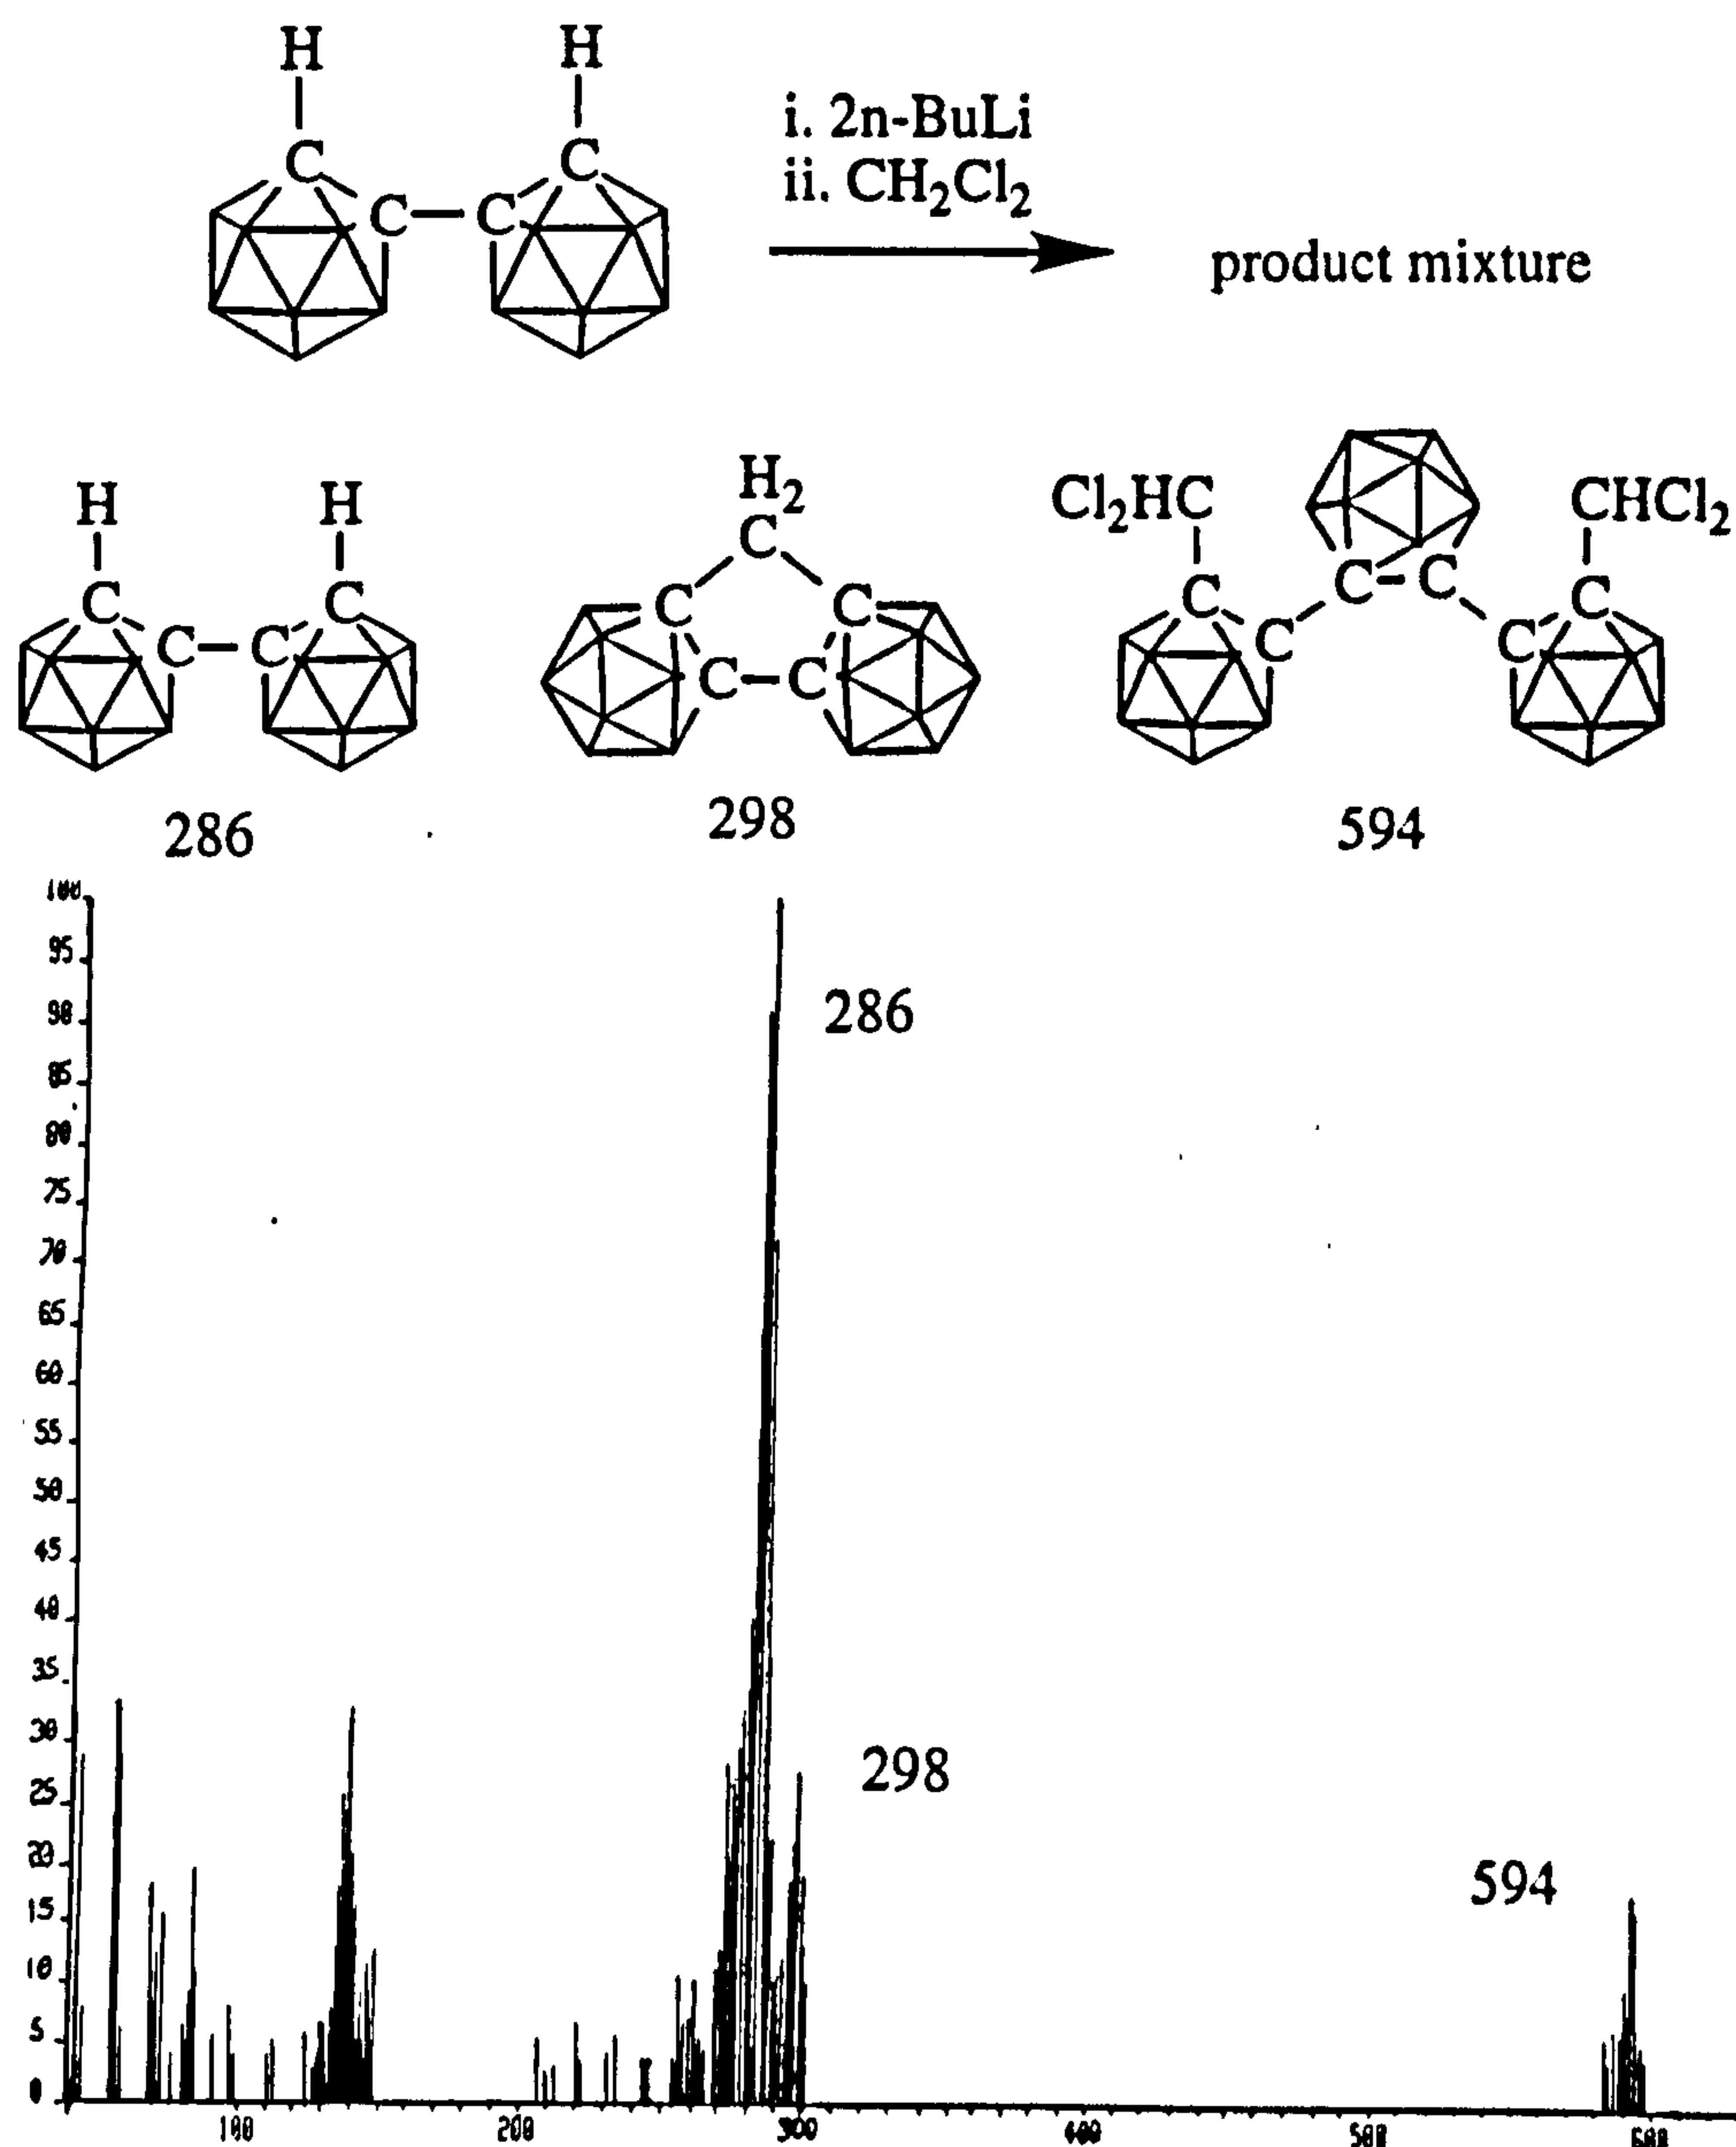 H H
C C
C C
i. 2n-BuLi
ii. CH2Cl2
product mixture
H H
C C
C C
286
H2
C
C C
C C
298
Cl2HC CHCl2
C C C C
C C
594
100
95
90
85
80
75
70
65
60
55
50
45
40
35
30
25
20
15
10
5
0
286
298
594
100 200 300 400 500 600